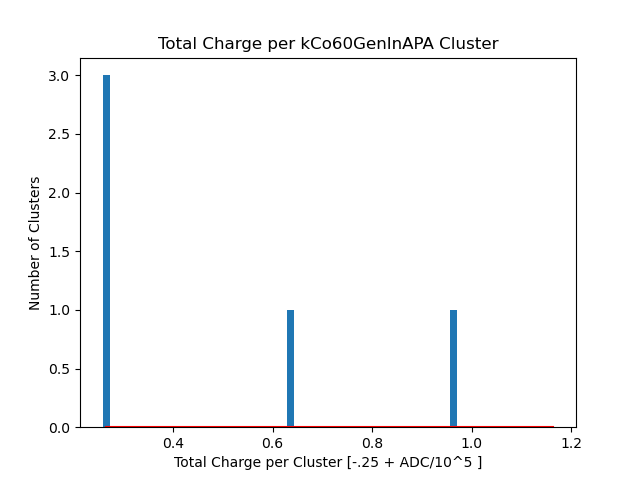 Total Charge per kCo60GenInAPA Cluster
3.0
2.5
2.0
1.5
1.0
0.5
0.0
Number of Clusters
0.4 0.6 0.8 1.0 1.2
Total Charge per Cluster [-.25 + ADC/10^5 ]